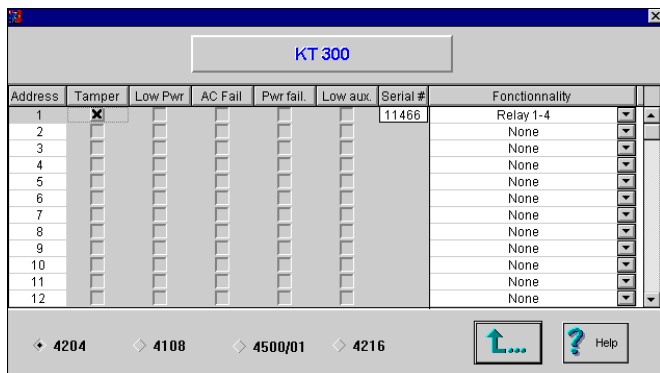 KT 300
Address Tamper Low Pwr AC Fail Pwr fail. Low aux. Serial # Fonctionnality
1 11466 Relay 1-4
2 None
3 None
4 None
5 None
6 None
7 None
8 None
9 None
10 None
11 None
12 None
4204 4108 4500/01 4216 ... ? Help